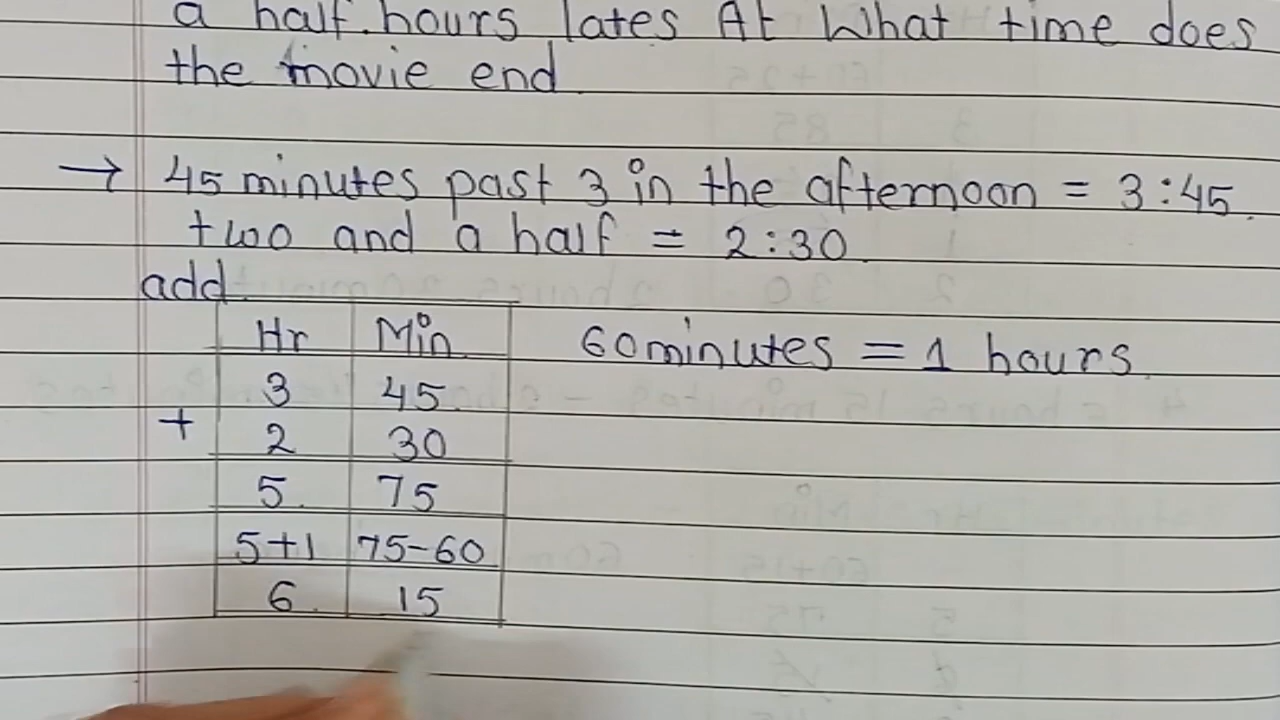 a half hours lates At What time does
the movie end
→ 45 minutes past 3 in the afternoon = 3:45.
two and a half = 2:30.
add.
Hr Min
60 minutes = 1 hours.
3 45
+ 2 30
5 75
5+1 75-60
6 15